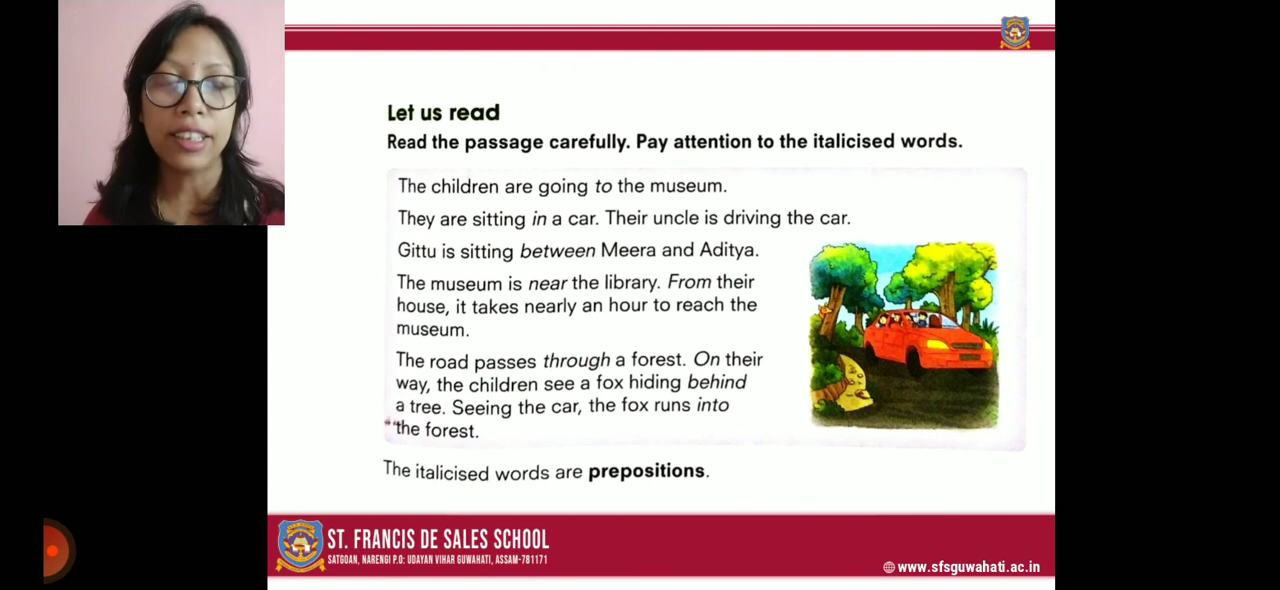 Let us read
Read the passage carefully. Pay attention to the italicised words.
The children are going to the museum.
They are sitting in a car. Their uncle is driving the car.
Gittu is sitting between Meera and Aditya.
The museum is near the library. From their
house, it takes nearly an hour to reach the
museum.
The road passes through a forest. On their
way, the children see a fox hiding behind
a tree. Seeing the car, the fox runs into
the forest.
The italicised words are prepositions.
ST. FRANCIS DE SALES SCHOOL
SATGOAN, NARENGI P.O: UDAYAN VIHAR GUWAHATI, ASSAM-781171
www.sfsguwahati.ac.in